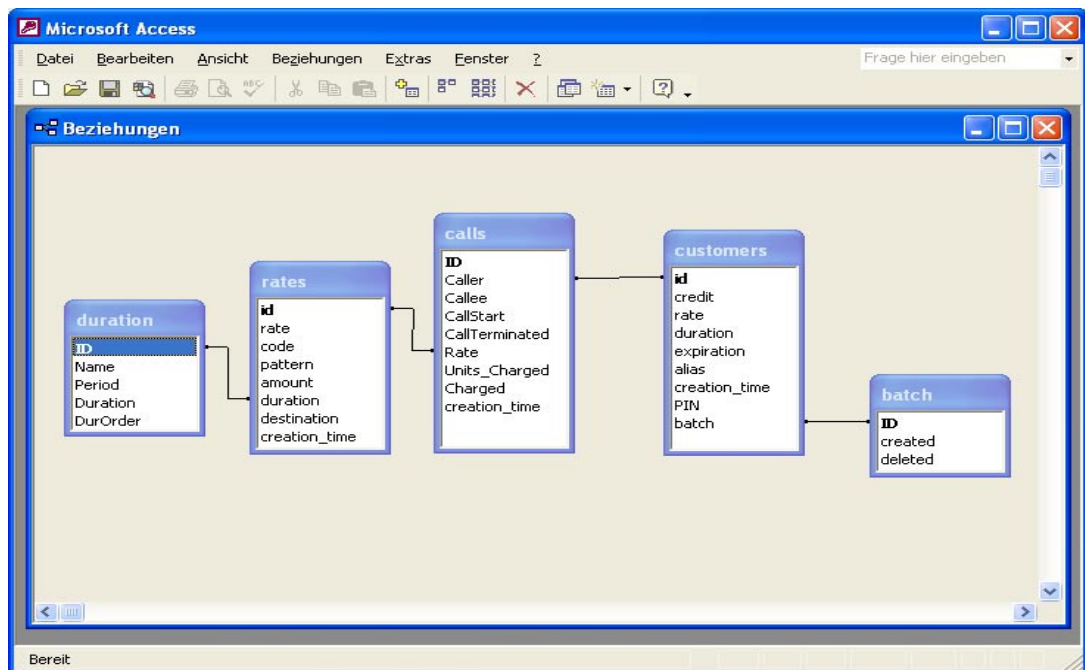 Microsoft Access
Datei Bearbeiten Ansicht Beziehungen Extras Fenster ?
Frage hier eingeben
Beziehungen
duration
ID
Name
Period
Duration
DurOrder
rates
id
rate
code
pattern
amount
duration
destination
creation_time
calls
ID
Caller
Callee
CallStart
CallTerminated
Rate
Units_Charged
Charged
creation_time
customers
id
credit
rate
duration
expiration
alias
creation_time
PIN
batch
batch
ID
created
deleted
Bereit